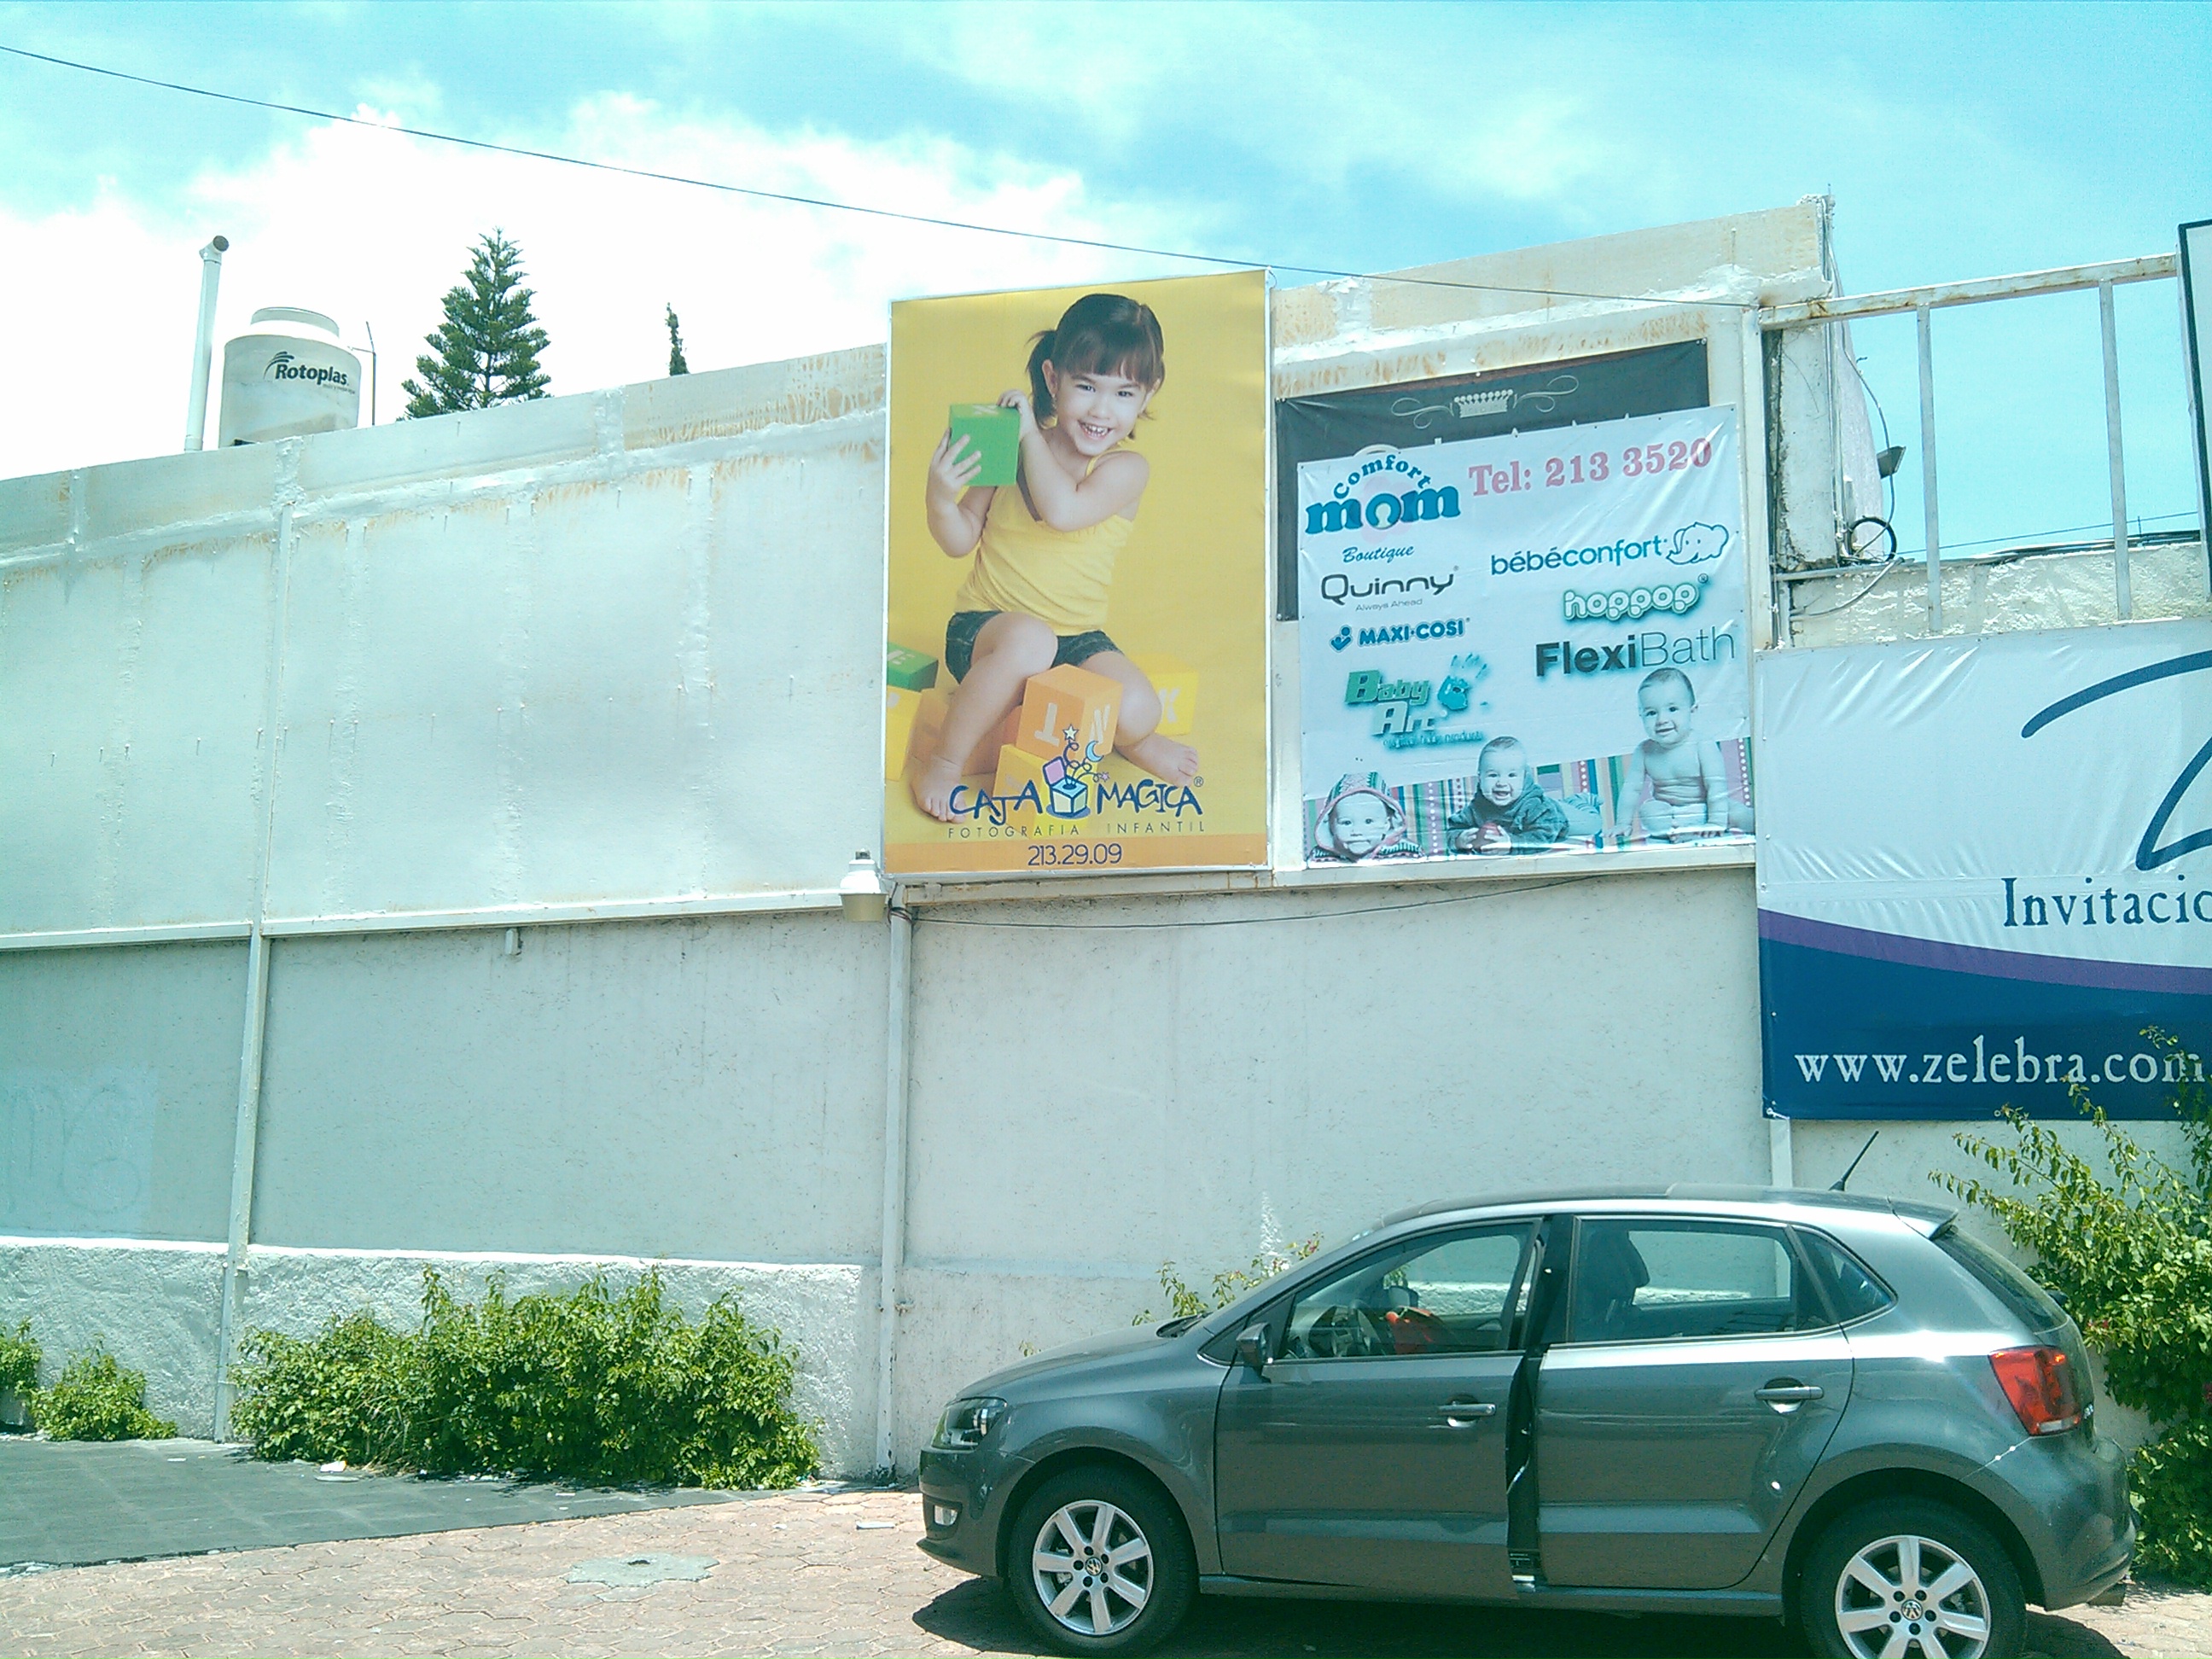 Rotoplas
CAJA MAGICA®
FOTOGRAFIA INFANTIL
213.29.09
Comfort
mom
Boutique
Tel: 213 3520
Quinny®
Always Ahead
bébéconfort
MAXI-COSI®
hoppop®
FlexiBath
Baby
Art
Invitacio
www.zelebra.com